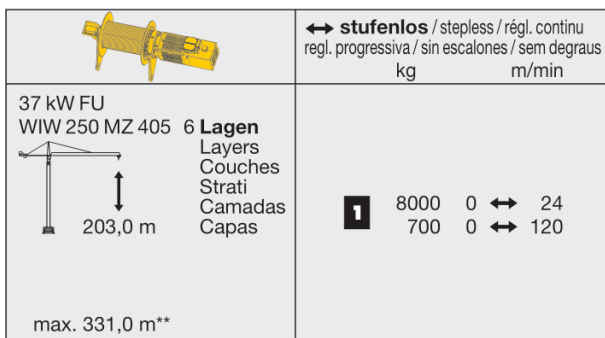 ↔ stufenlos / stepless / régl. continu
regl. progressiva / sin escalones / sem degraus
kg m/min
37 kW FU
WIW 250 MZ 405 6 Lagen
Layers
Couches
Strati
Camadas
203,0 m Capas
max. 331,0 m**
1 8000 0 ↔ 24
700 0 ↔ 120